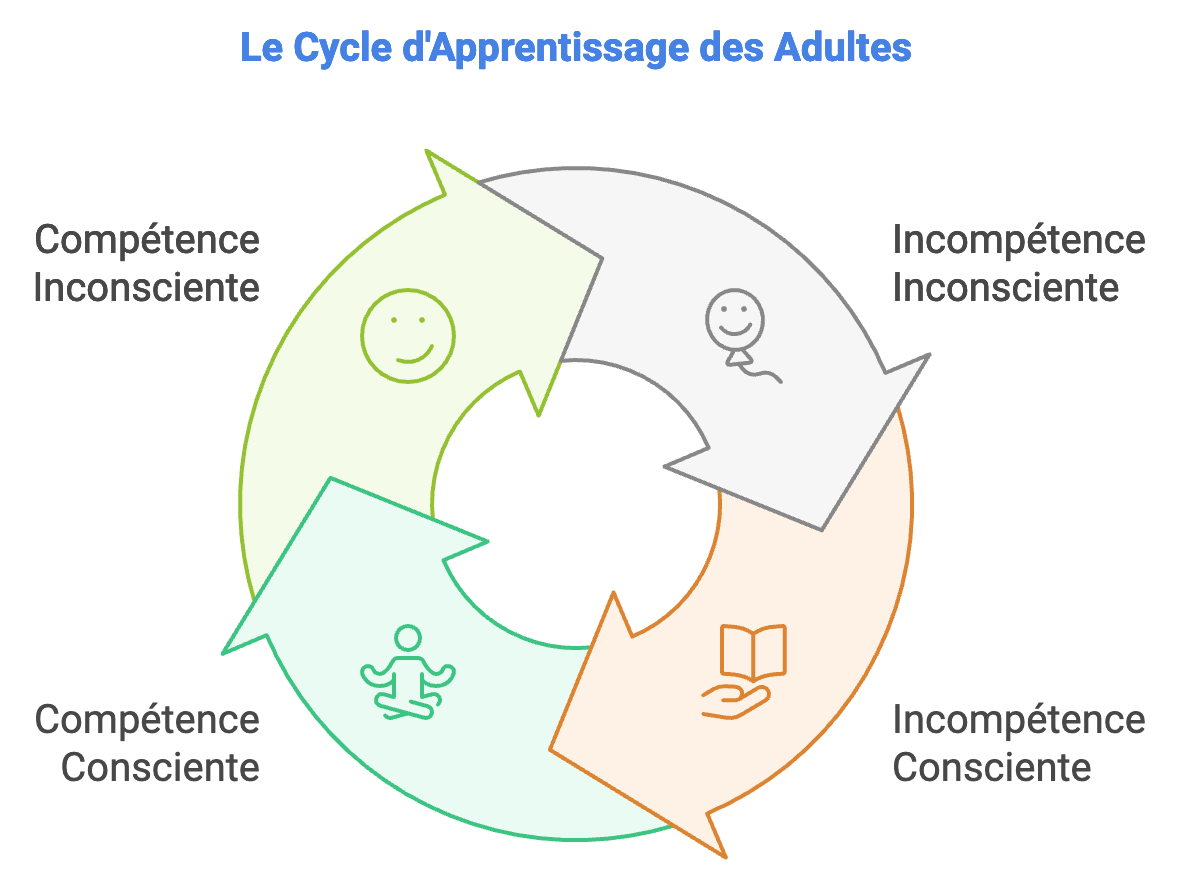 Le Cycle d'Apprentissage des Adultes
Compétence
Inconsciente
Incompétence
Inconsciente
Compétence
Consciente
Incompétence
Consciente